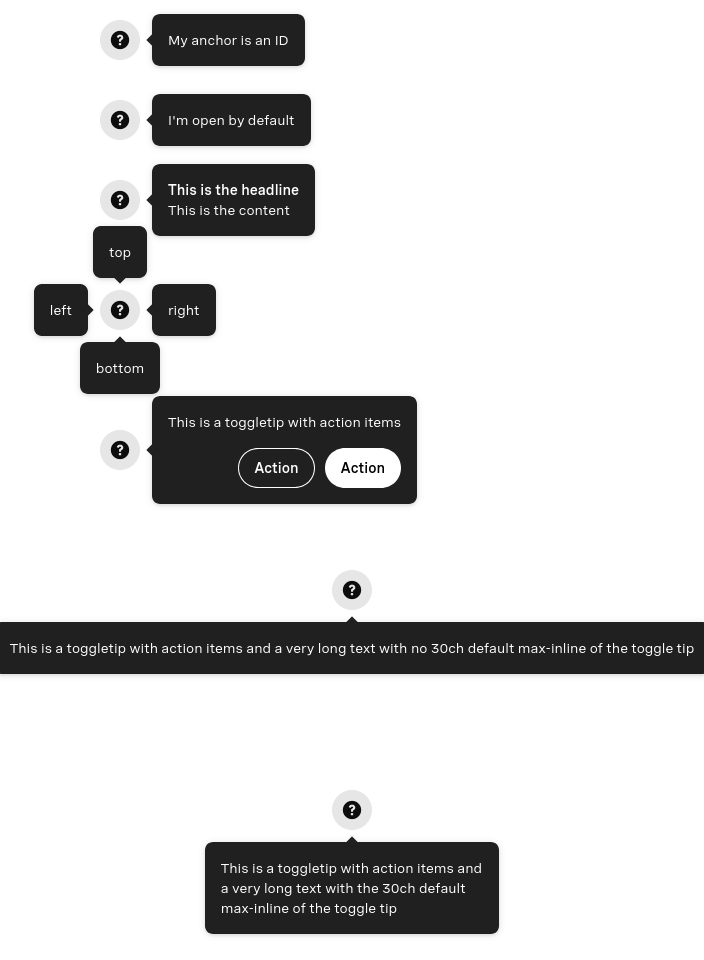 My anchor is an ID
I'm open by default
This is the headline
This is the content
top
left
right
bottom
This is a toggletip with action items
Action Action
This is a toggletip with action items and a very long text with no 30ch default max-inline of the toggle tip
This is a toggletip with action items and
a very long text with the 30ch default
max-inline of the toggle tip